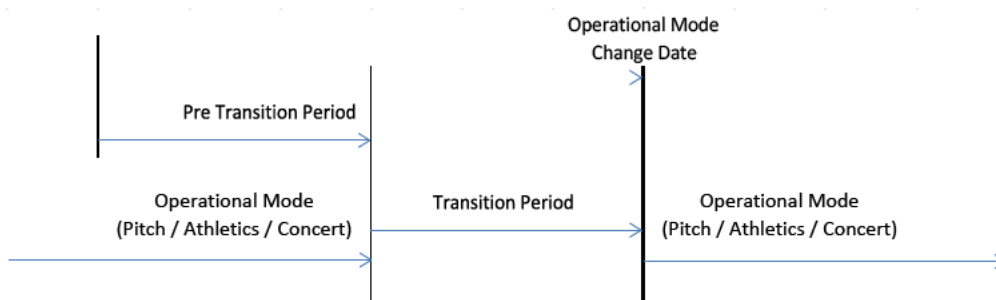 Operational Mode
Change Date
Pre Transition Period
Operational Mode
(Pitch / Athletics / Concert)
Transition Period
Operational Mode
(Pitch / Athletics / Concert)